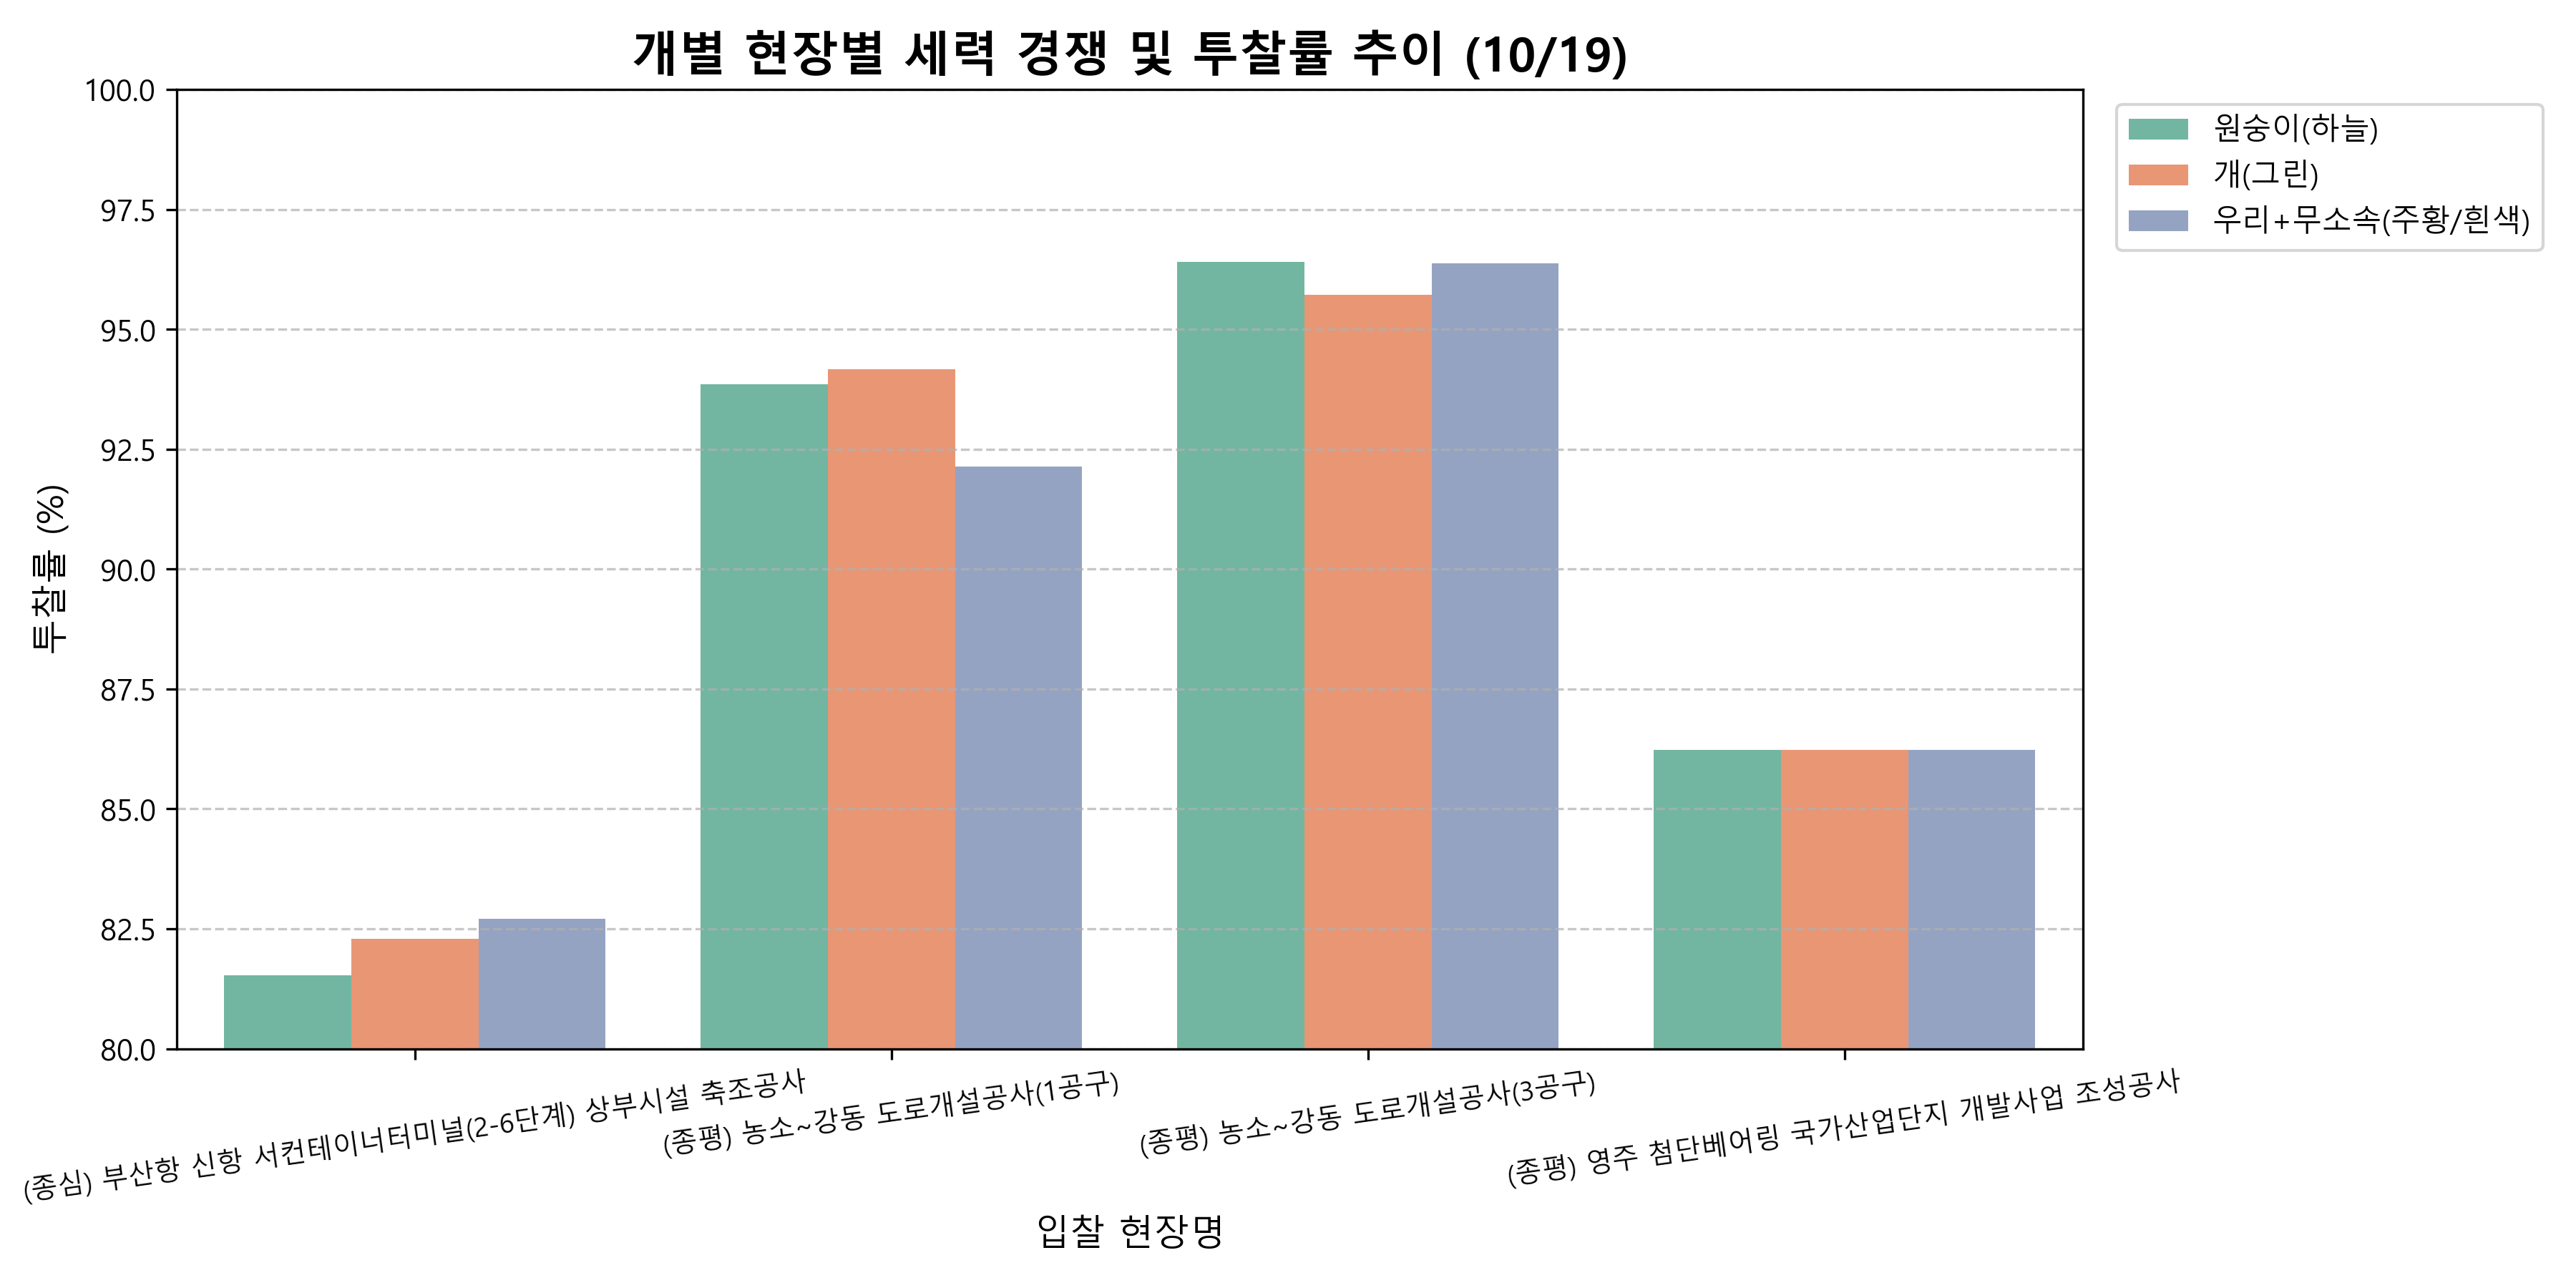 개별 현장별 세력 경쟁 및 투찰률 추이 (10/19)
원숭이(하늘)
개(그린)
우리+무소속(주황/흰색)
투찰률 (%)
100.0
97.5
95.0
92.5
90.0
87.5
85.0
82.5
80.0
(종심) 부산항 신항 서컨테이너터미널(2-6단계) 상부시설 축조공사
(종평) 농소~강동 도로개설공사(1공구)
(종평) 농소~강동 도로개설공사(3공구)
(종평) 영주 첨단베어링 국가산업단지 개발사업 조성공사
입찰 현장명